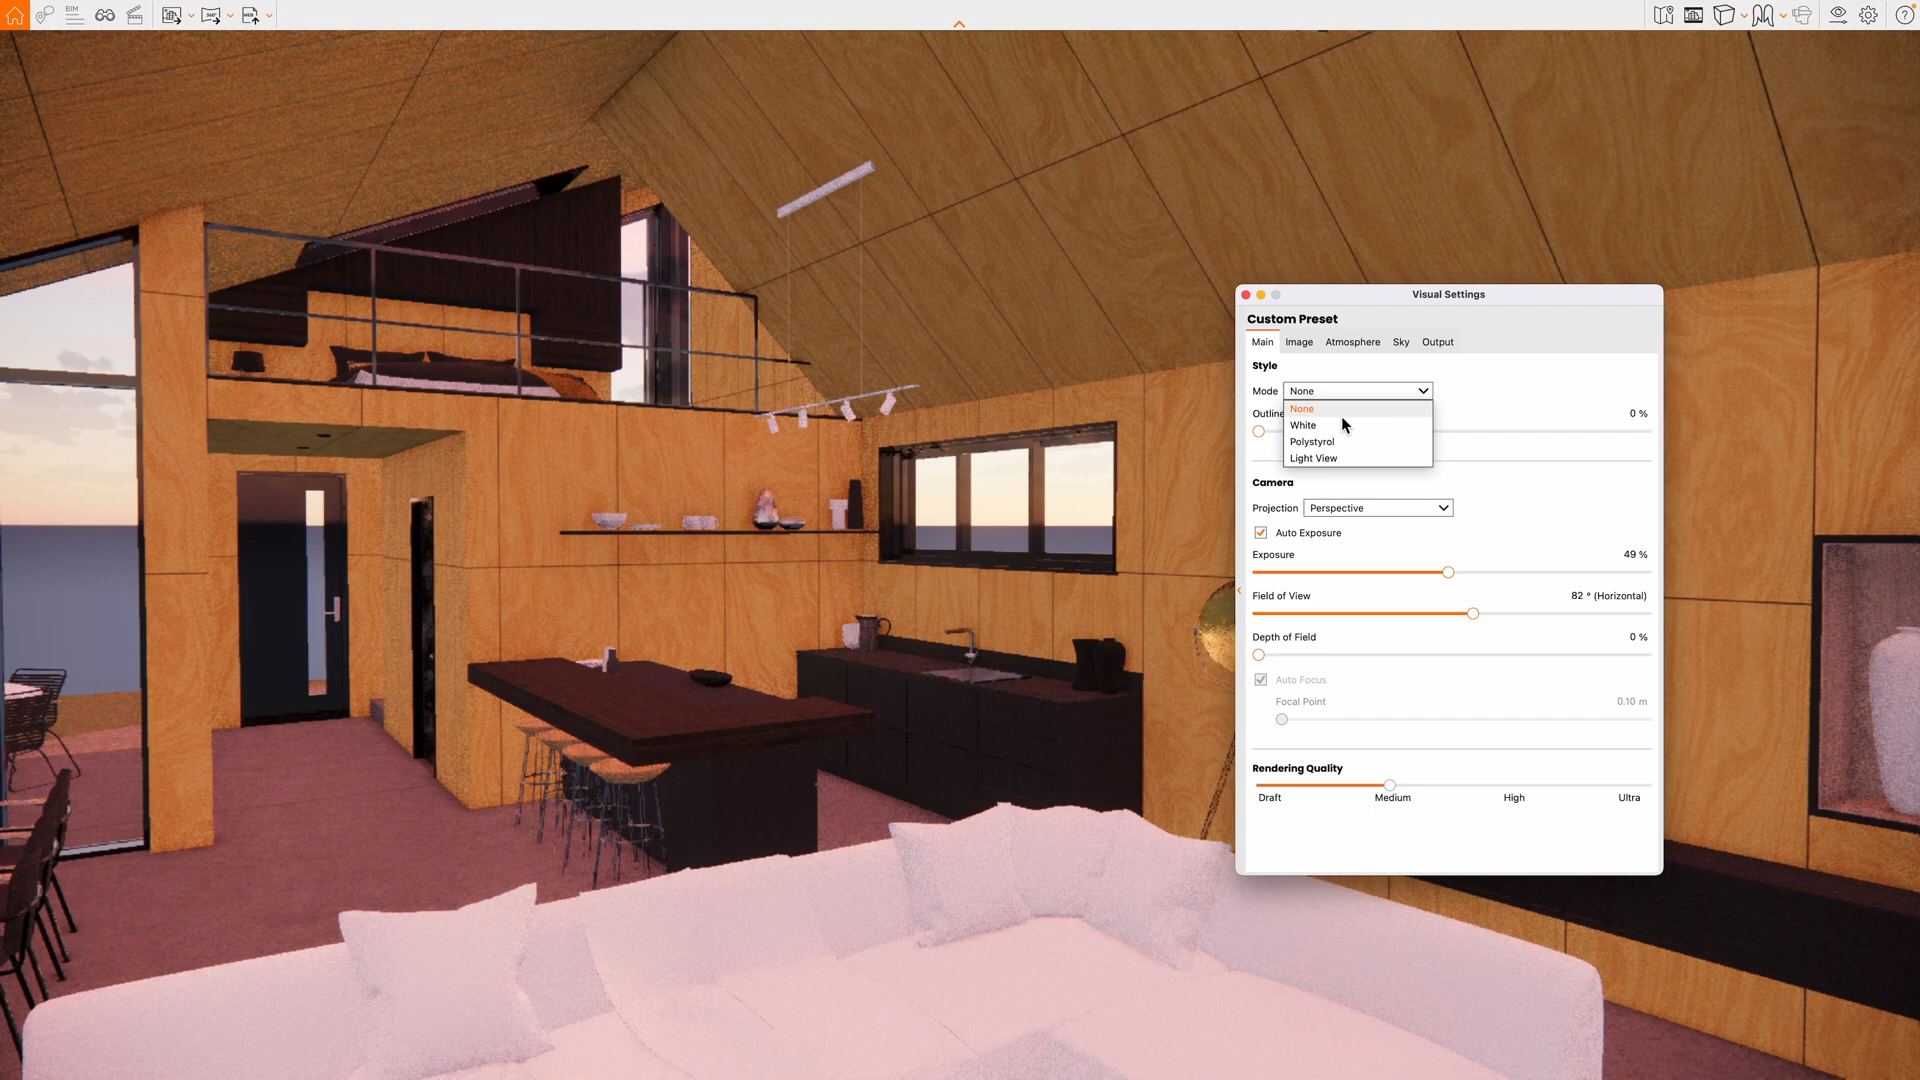 BIM
360°
WEB
Visual Settings
Custom Preset
Main Image Atmosphere Sky Output
Style
Mode None
None
Outline 0 %
White
Polystyrol
Light View
Camera
Projection Perspective
Auto Exposure
Exposure 49 %
Field of View 82 ° (Horizontal)
Depth of Field 0 %
Auto Focus
Focal Point 0.10 m
Rendering Quality
Draft Medium High Ultra